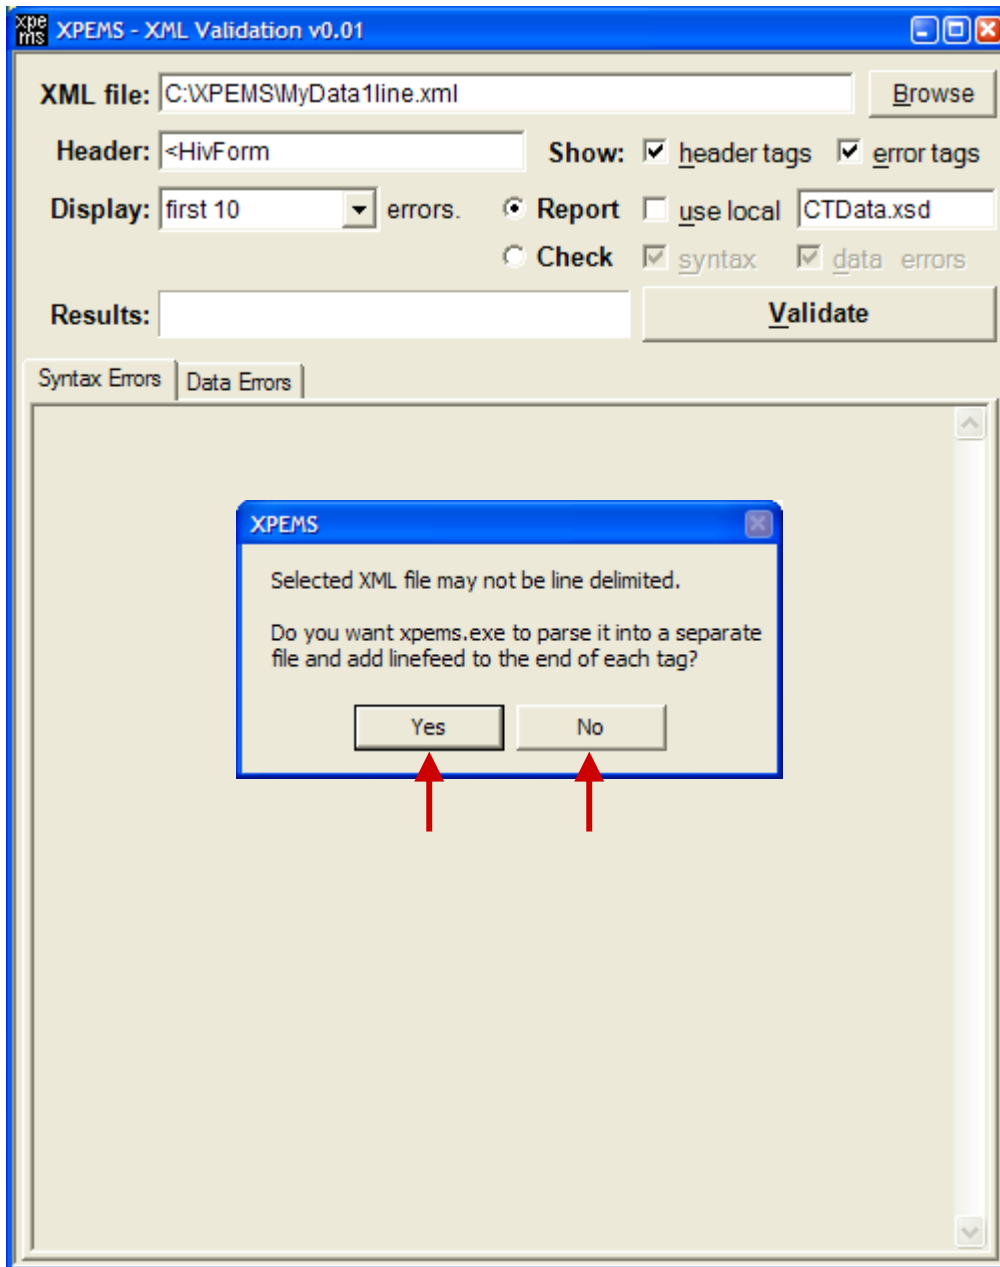 xpe ms XPEMS - XML Validation v0.01
XML file: C:\XPEMS\MyData1line.xml Browse
Header: <HivForm Show: header tags error tags
Display: first 10 errors. Report use local CTData.xsd
Check syntax data errors
Results: Validate
Syntax Errors Data Errors
XPEMS
Selected XML file may not be line delimited.
Do you want xpems.exe to parse it into a separate
file and add linefeed to the end of each tag?
Yes No